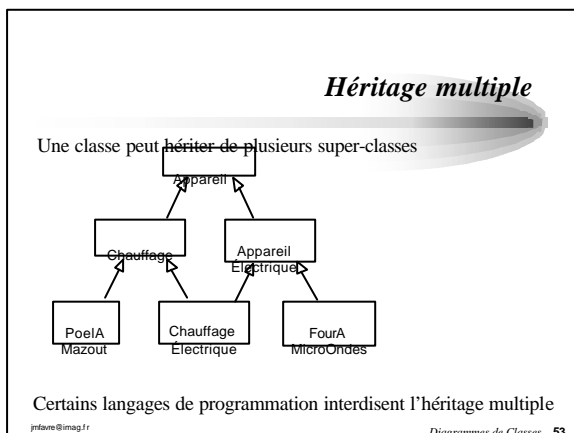 Héritage multiple
Une classe peut hériter de plusieurs super-classes
Appareil
Chauffage
Appareil
Électrique
PoelA
Mazout
Chauffage
Électrique
FourA
MicroOndes
Certains langages de programmation interdisent l'héritage multiple
jmfavre@imag.fr
Diagrammes de Classes 53